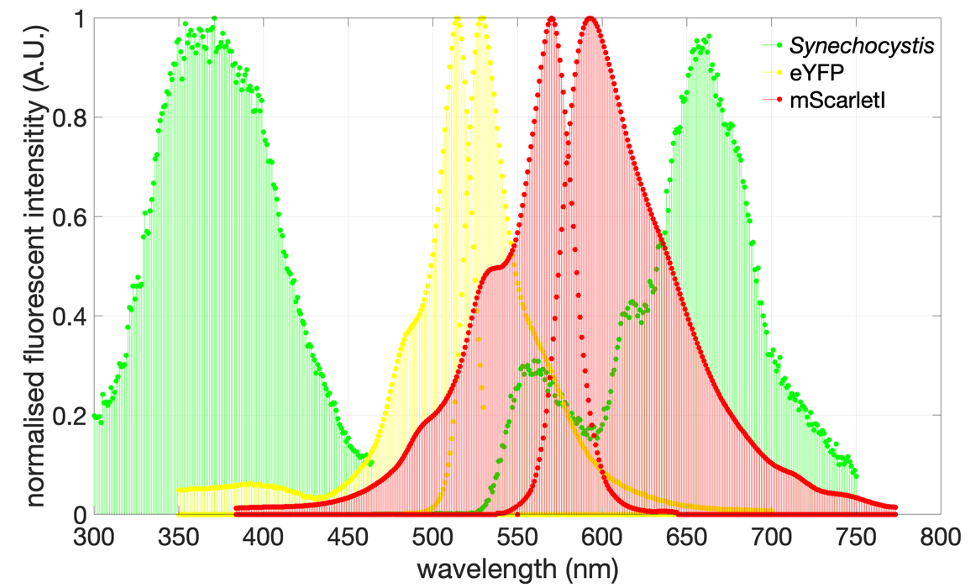 normalised fluorescent intensitity (A.U.)
1
0.8
0.6
0.4
0.2
0
Synechocystis
eYFP
mScarletI
300 350 400 450 500 550 600 650 700 750 800
wavelength (nm)